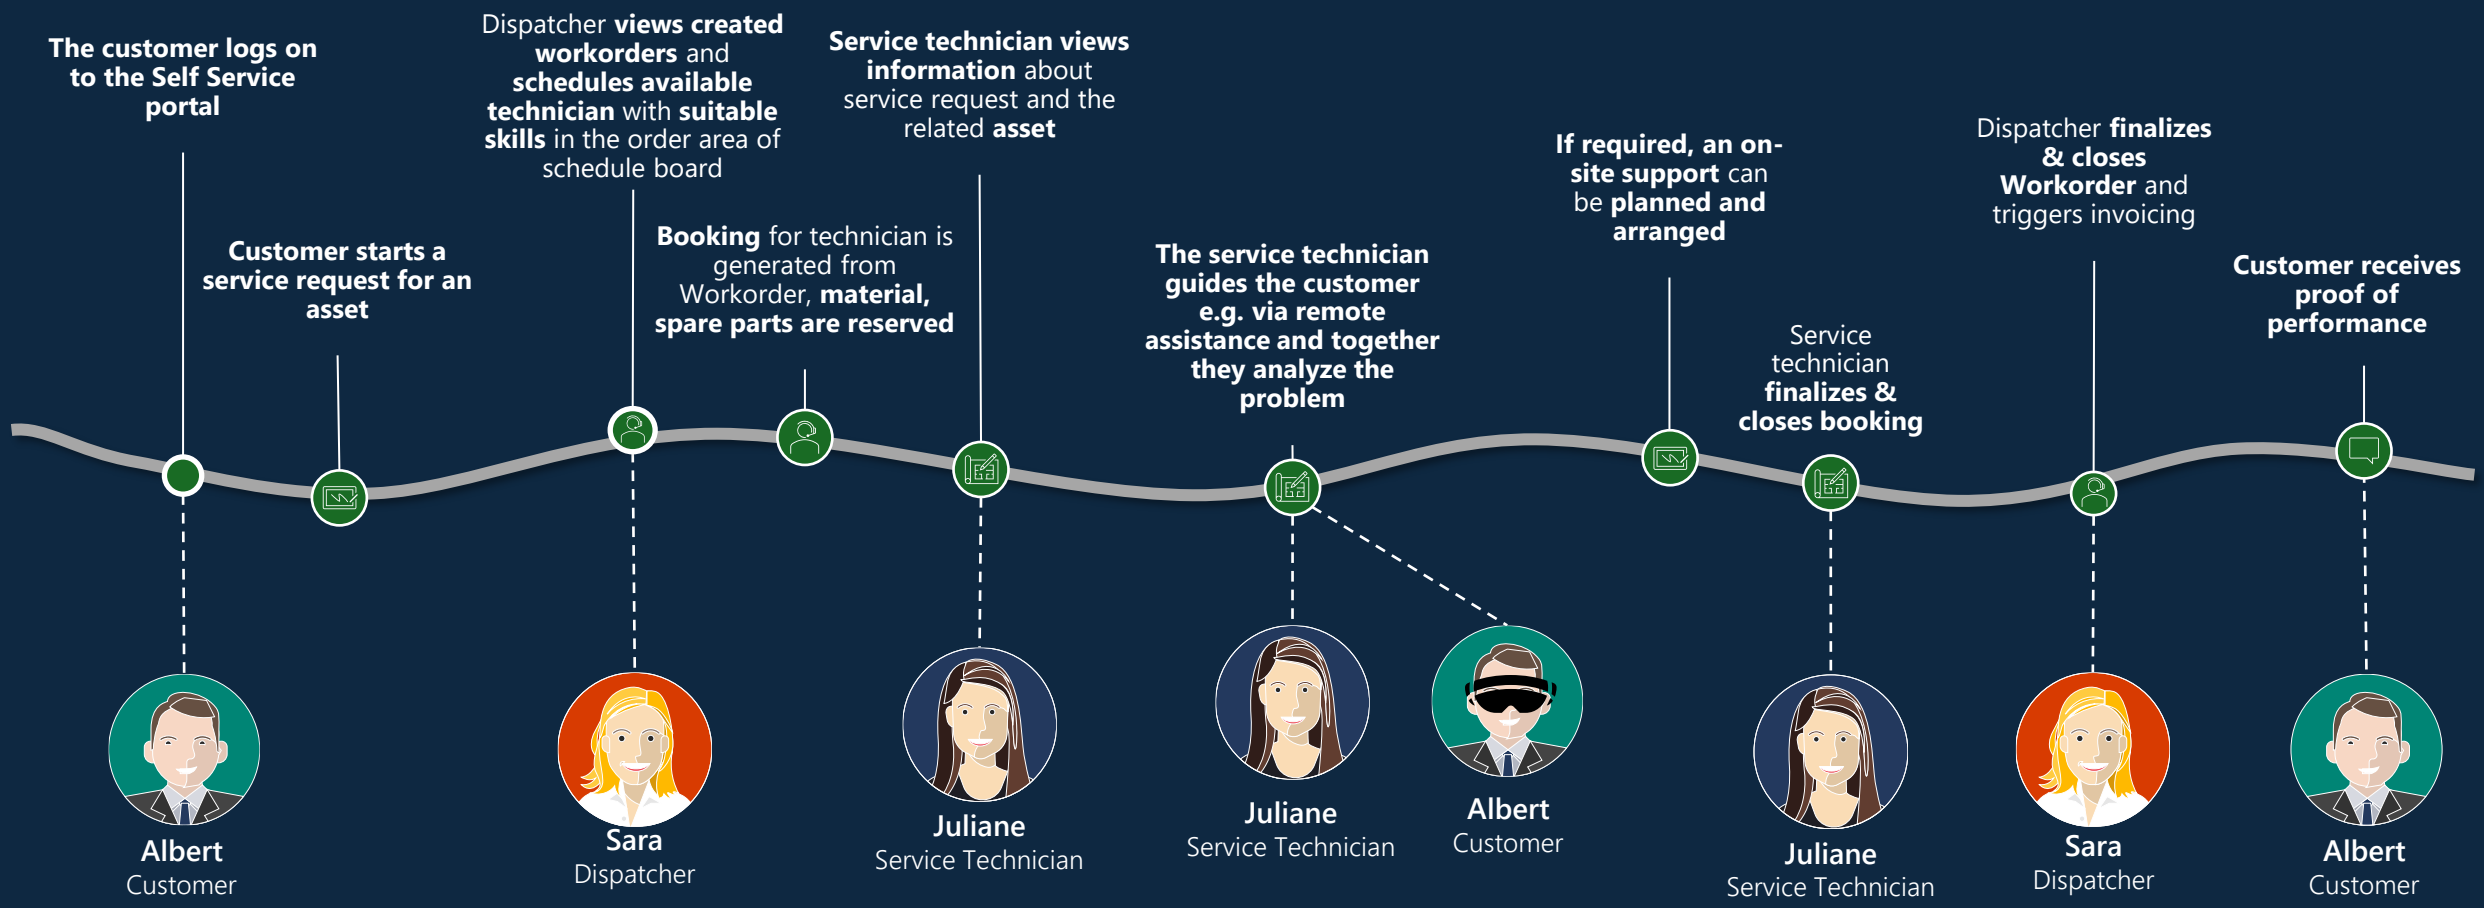 The customer logs on
to the Self Service
portal
Customer starts a
service request for an
asset
Dispatcher views created
workorders and
schedules available
technician with suitable
skills in the order area of
schedule board
Booking for technician is
generated from
Workorder, material,
spare parts are reserved
Service technician views
information about
service request and the
related asset
The service technician
guides the customer
e.g. via remote
assistance and together
they analyze the
problem
If required, an on-
site support can
be planned and
arranged
Service
technician
finalizes &
closes booking
Dispatcher finalizes
& closes
Workorder and
triggers invoicing
Customer receives
proof of
performance
Albert
Customer
Sara
Dispatcher
Juliane
Service Technician
Juliane
Service Technician
Albert
Customer
Juliane
Service Technician
Sara
Dispatcher
Albert
Customer